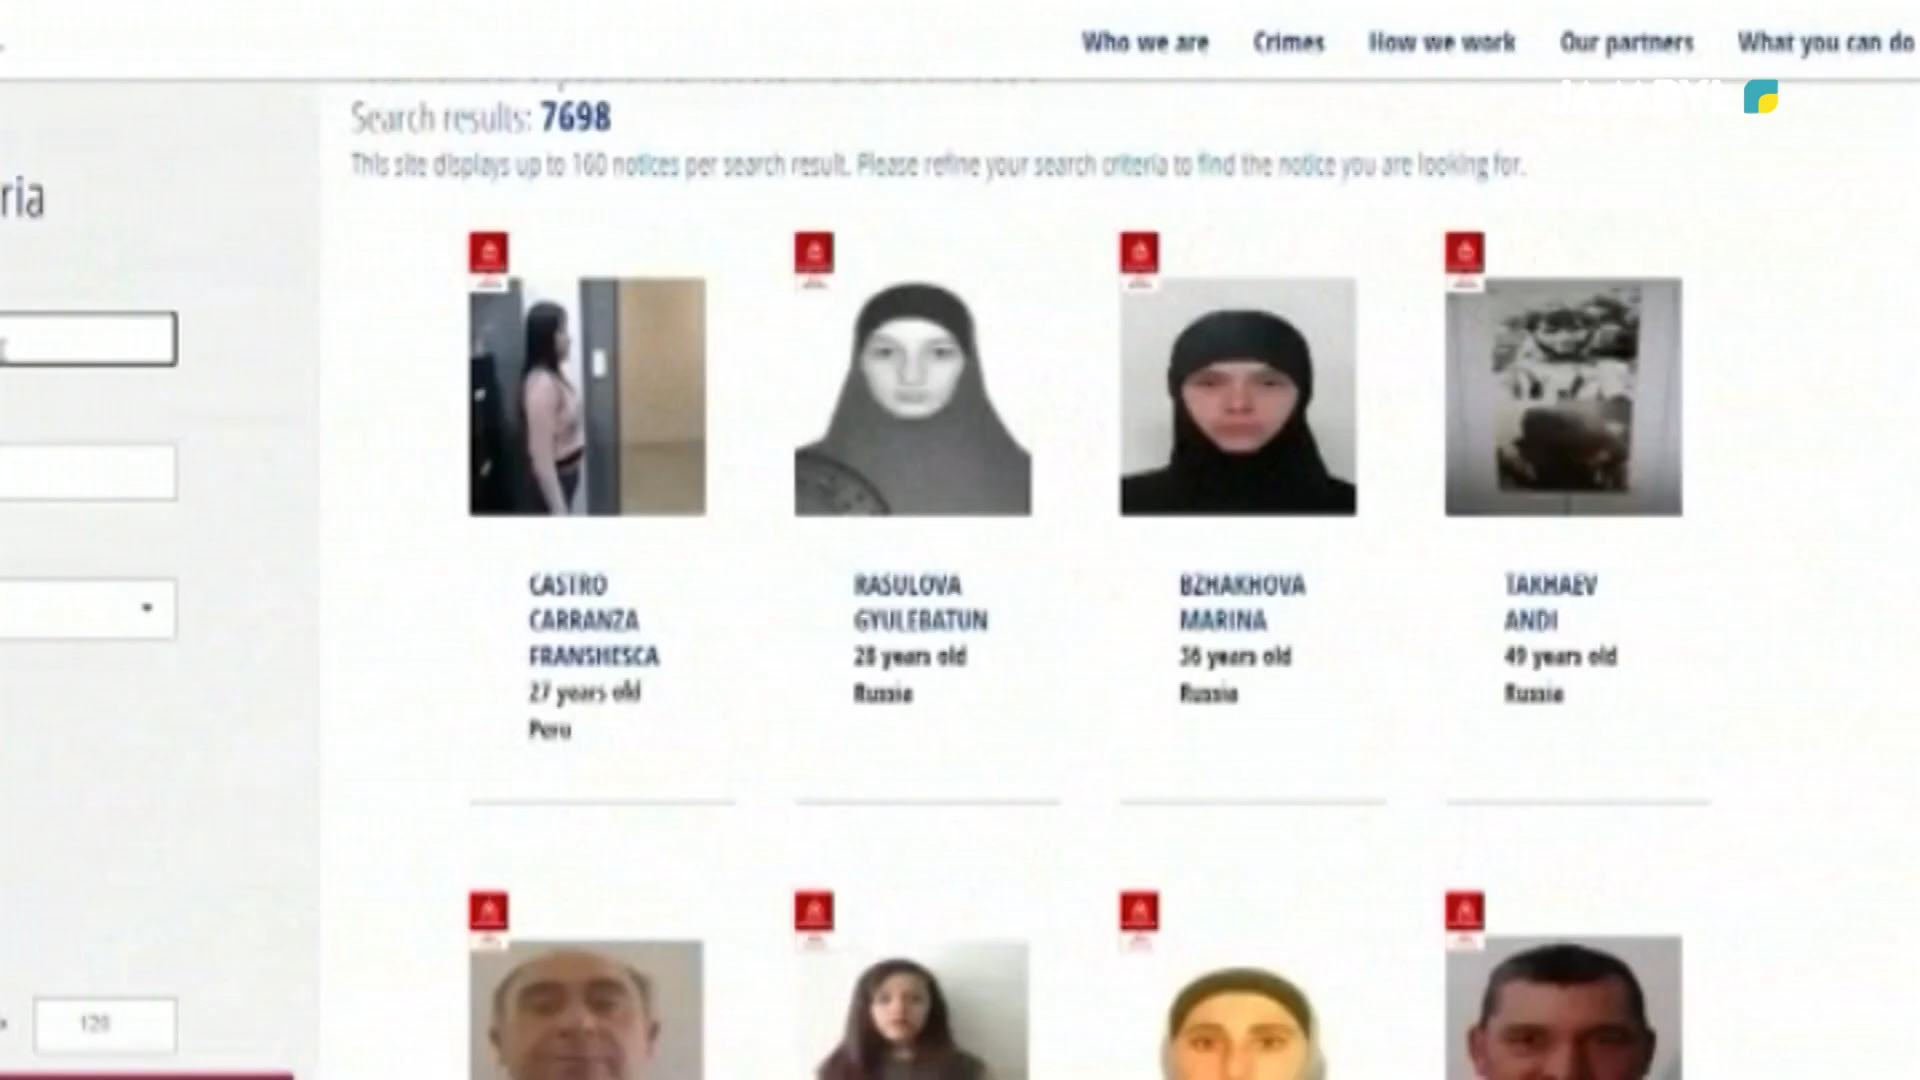 Who we are Crimes How we work Our partners What you can do
Search results: 7698
This site displays up to 160 notices per search result. Please refine your search criteria to find the notice you are looking for.
ria
CASTRO
CARRANZA
FRANSHESCA
27 years old
Peru
RASULOVA
GYULEBATUN
28 years old
Russia
BZHAKHOVA
MARINA
36 years old
Russia
TAKHAEV
ANDI
49 years old
Russia
120